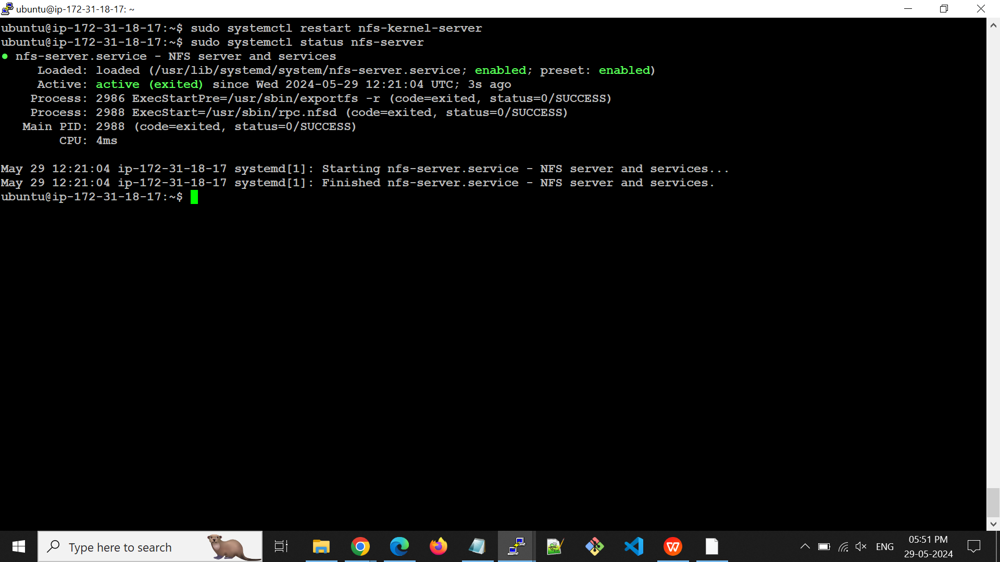 ubuntu@ip-172-31-18-17: ~
ubuntu@ip-172-31-18-17:~$ sudo systemctl restart nfs-kernel-server
ubuntu@ip-172-31-18-17:~$ sudo systemctl status nfs-server
● nfs-server.service - NFS server and services
     Loaded: loaded (/usr/lib/systemd/system/nfs-server.service; enabled; preset: enabled)
     Active: active (exited) since Wed 2024-05-29 12:21:04 UTC; 3s ago
    Process: 2986 ExecStartPre=/usr/sbin/exportfs -r (code=exited, status=0/SUCCESS)
    Process: 2988 ExecStart=/usr/sbin/rpc.nfsd (code=exited, status=0/SUCCESS)
   Main PID: 2988 (code=exited, status=0/SUCCESS)
        CPU: 4ms

May 29 12:21:04 ip-172-31-18-17 systemd[1]: Starting nfs-server.service - NFS server and services...
May 29 12:21:04 ip-172-31-18-17 systemd[1]: Finished nfs-server.service - NFS server and services.
ubuntu@ip-172-31-18-17:~$
Type here to search
W
ENG
05:51 PM
29-05-2024